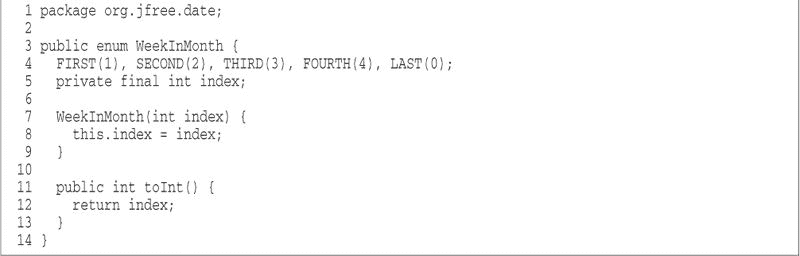 1 package org.jfree.date;
2
3 public enum WeekInMonth {
4   FIRST(1), SECOND(2), THIRD(3), FOURTH(4), LAST(0);
5   private final int index;
6
7   WeekInMonth(int index) {
8     this.index = index;
9   }
10
11   public int toInt() {
12     return index;
13   }
14 }